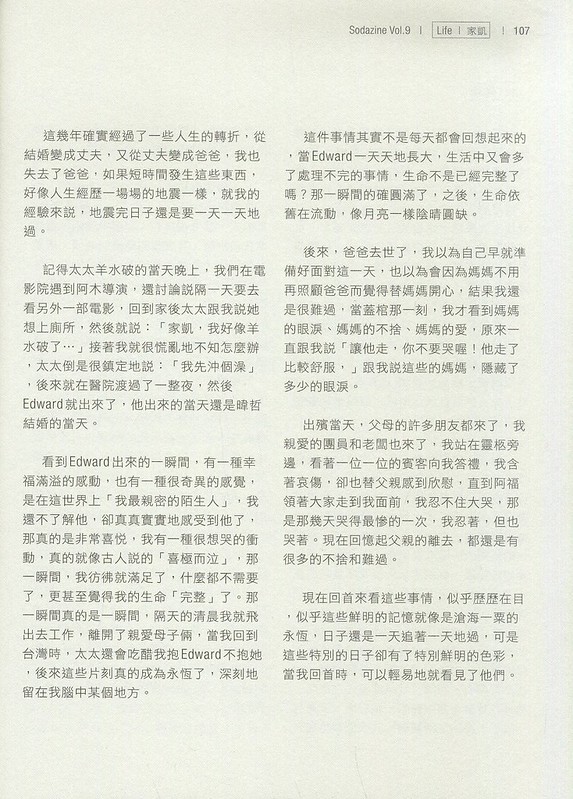 Sodazine Vol.9 | Life | 家凱 | 107
這幾年確實經過了一些人生的轉折，從
結婚變成丈夫，又從丈夫變成爸爸，我也
失去了爸爸，如果短時間發生這些東西，
好像人生經歷一場場的地震一樣，就我的
經驗來說，地震完日子還是要一天一天地
過。
記得太太羊水破的當天晚上，我們在電
影院遇到阿木導演，還討論說隔一天要去
看另外一部電影，回到家後太太跟我說她
想上廁所，然後就說：「家凱，我好像羊
水破了…」接著我就很慌亂地不知怎麼辦
，太太倒是很鎮定地說：「我先沖個澡」
，後來就在醫院渡過了一整夜，然後
Edward就出來了，他出來的當天還是暐哲
結婚的當天。
看到Edward出來的一瞬間，有一種幸
福滿溢的感動，也有一種很奇異的感覺，
是在這世界上「我最親密的陌生人」，我
還不了解他，卻真真實實地感受到他了，
那真的是非常喜悅，我有一種很想哭的衝
動，真的就像古人說的「喜極而泣」，那
一瞬間，我彷彿就滿足了，什麼都不需要
了，更甚至覺得我的生命「完整」了。那
一瞬間真的是一瞬間，隔天的清晨我就飛
出去工作，離開了親愛母子倆，當我回到
台灣時，太太還會吃醋我抱Edward不抱她
，後來這些片刻真的成為永恆了，深刻地
留在我腦中某個地方。
這件事情其實不是每天都會回想起來的
，當Edward一天天地長大，生活中又會多
了處理不完的事情，生命不是已經完整了
嗎？那一瞬間的確圓滿了，之後，生命依
舊在流動，像月亮一樣陰晴圓缺。
後來，爸爸去世了，我以為自己早就準
備好面對這一天，也以為會因為媽媽不用
再照顧爸爸而覺得替媽媽開心，結果我還
是很難過，當蓋棺那一刻，我才看到媽媽
的眼淚、媽媽的不捨、媽媽的愛，原來一
直跟我說「讓他走，你不要哭喔！他走了
比較舒服，」跟我說這些的媽媽，隱藏了
多少的眼淚。
出殯當天，父母的許多朋友都來了，我
親愛的團員和老闆也來了，我站在靈柩旁
邊，看著一位一位的賓客向我答禮，我含
著哀傷，卻也替父親感到欣慰，直到阿福
領著大家走到我面前，我忍不住大哭，那
是那幾天哭得最慘的一次，我忍著，但也
哭著。現在回憶起父親的離去，都還是有
很多的不捨和難過。
現在回首來看這些事情，似乎歷歷在目
，似乎這些鮮明的記憶就像是滄海一粟的
永恆，日子還是一天追著一天地過，可是
這些特別的日子卻有了特別鮮明的色彩，
當我回首時，可以輕易地就看見了他們。